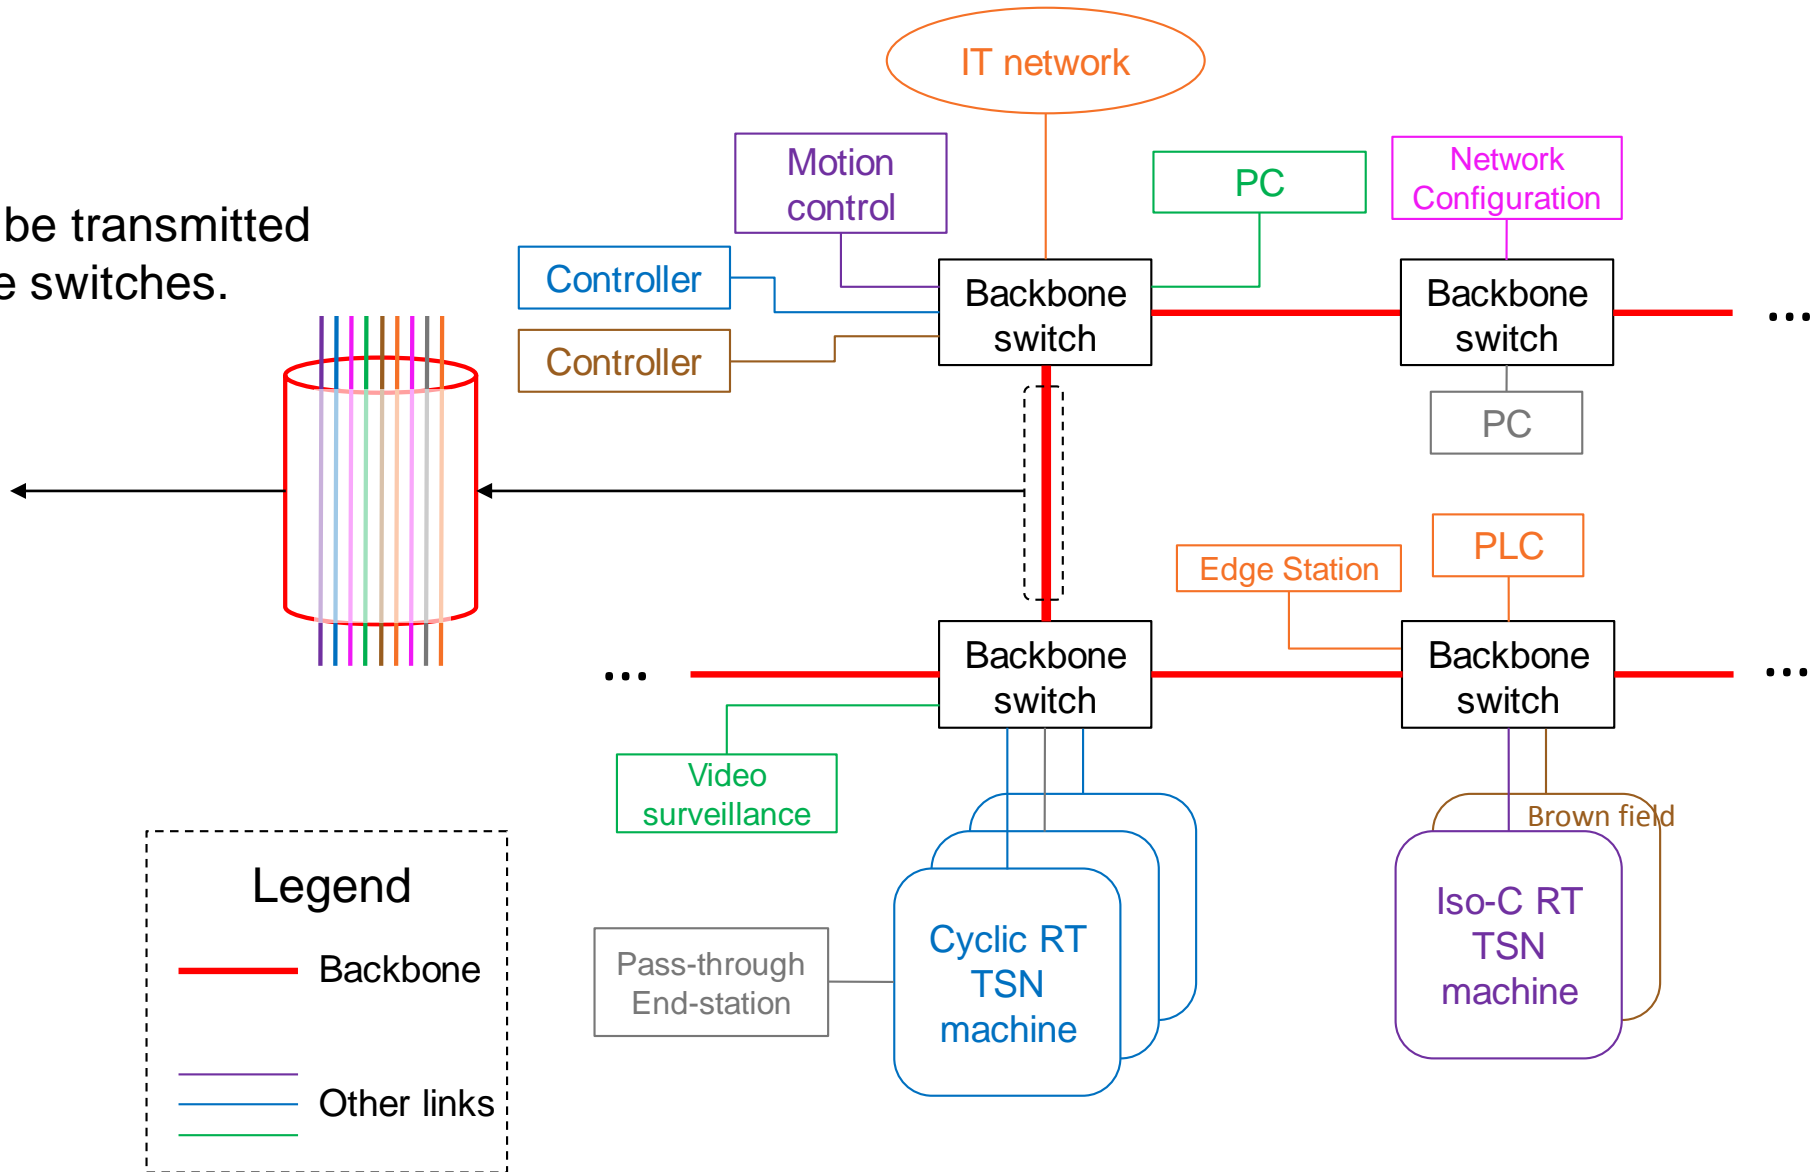 IT network
Motion
control
PC
Network
Configuration
be transmitted
e switches.
Controller
Backbone
switch
Backbone
switch
...
Controller
PC
PLC
Edge Station
...
Backbone
switch
Backbone
switch
...
Video
surveillance
Brown field
Legend
Backbone
Other links
Pass-through
End-station
Cyclic RT
TSN
machine
Iso-C RT
TSN
machine